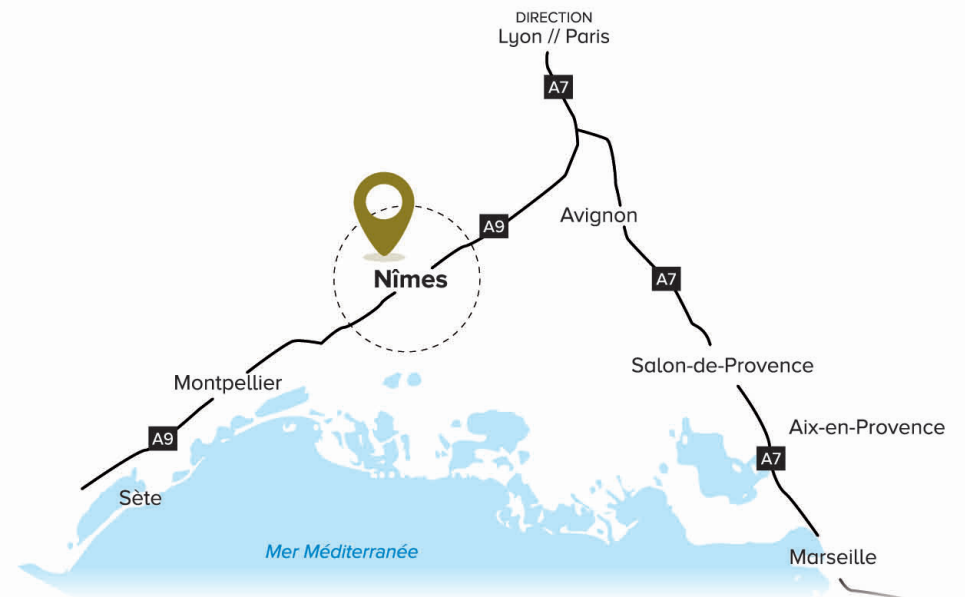 DIRECTION
Lyon // Paris
A7
Avignon
A9
Nîmes
A7
Salon-de-Provence
Montpellier
Aix-en-Provence
A9
A7
Sète
Mer Méditerranée
Marseille